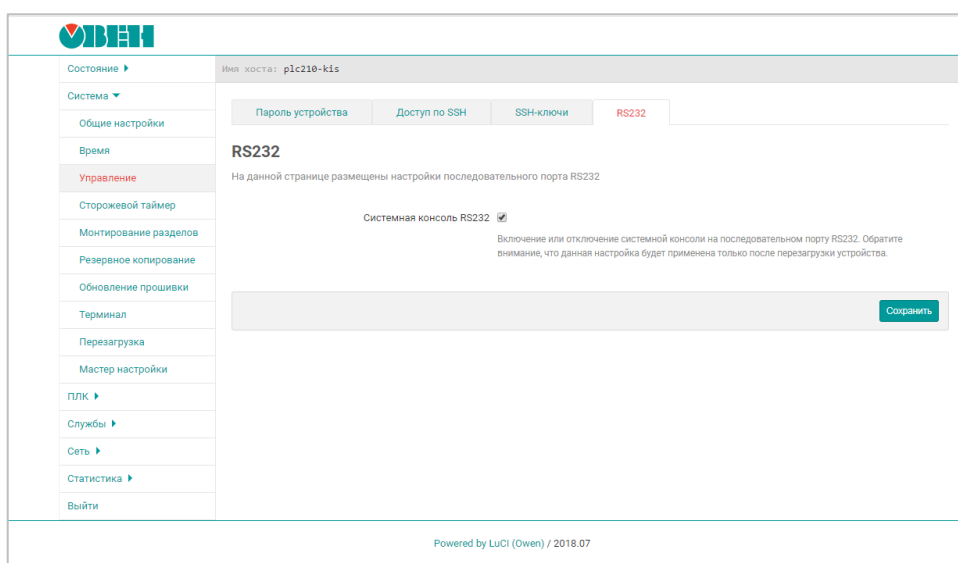 ОВЕН
Состояние
Имя хоста: plc210-kis
Система
Пароль устройства Доступ по SSH SSH-ключи RS232
Общие настройки
Время
RS232
Управление
На данной странице размещены настройки последовательного порта RS232
Сторожевой таймер
Системная консоль RS232
Монтирование разделов
Включение или отключение системной консоли на последовательном порту RS232. Обратите
внимание, что данная настройка будет применена только после перезагрузки устройства.
Резервное копирование
Обновление прошивки
Терминал
Сохранить
Перезагрузка
Мастер настройки
ПЛК
Службы
Сеть
Статистика
Выйти
Powered by LuCI (Owen) / 2018.07